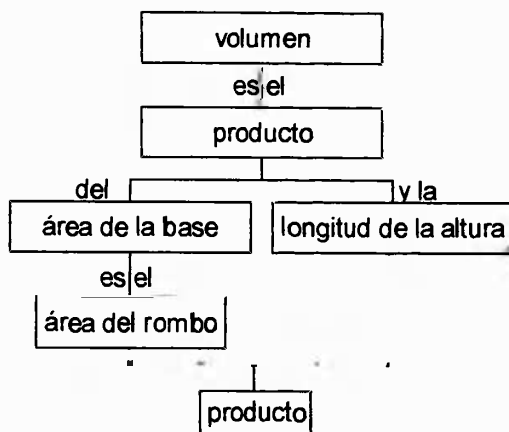 volumen
es el
producto
del
y la
área de la base
longitud de la altura
es el
área del rombo
producto